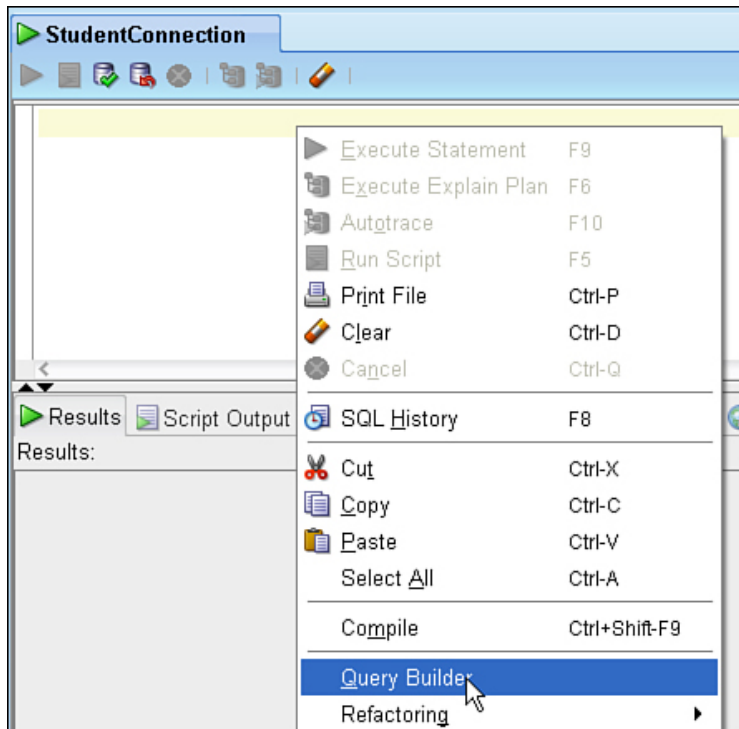 StudentConnection
Execute Statement F9
Execute Explain Plan F6
Autotrace F10
Run Script F5
Print File Ctrl-P
Clear Ctrl-D
Cancel Ctrl-Q
Results Script Output SQL History F8
Results:
Cut Ctrl-X
Copy Ctrl-C
Paste Ctrl-V
Select All Ctrl-A
Compile Ctrl+Shift-F9
Query Builder
Refactoring